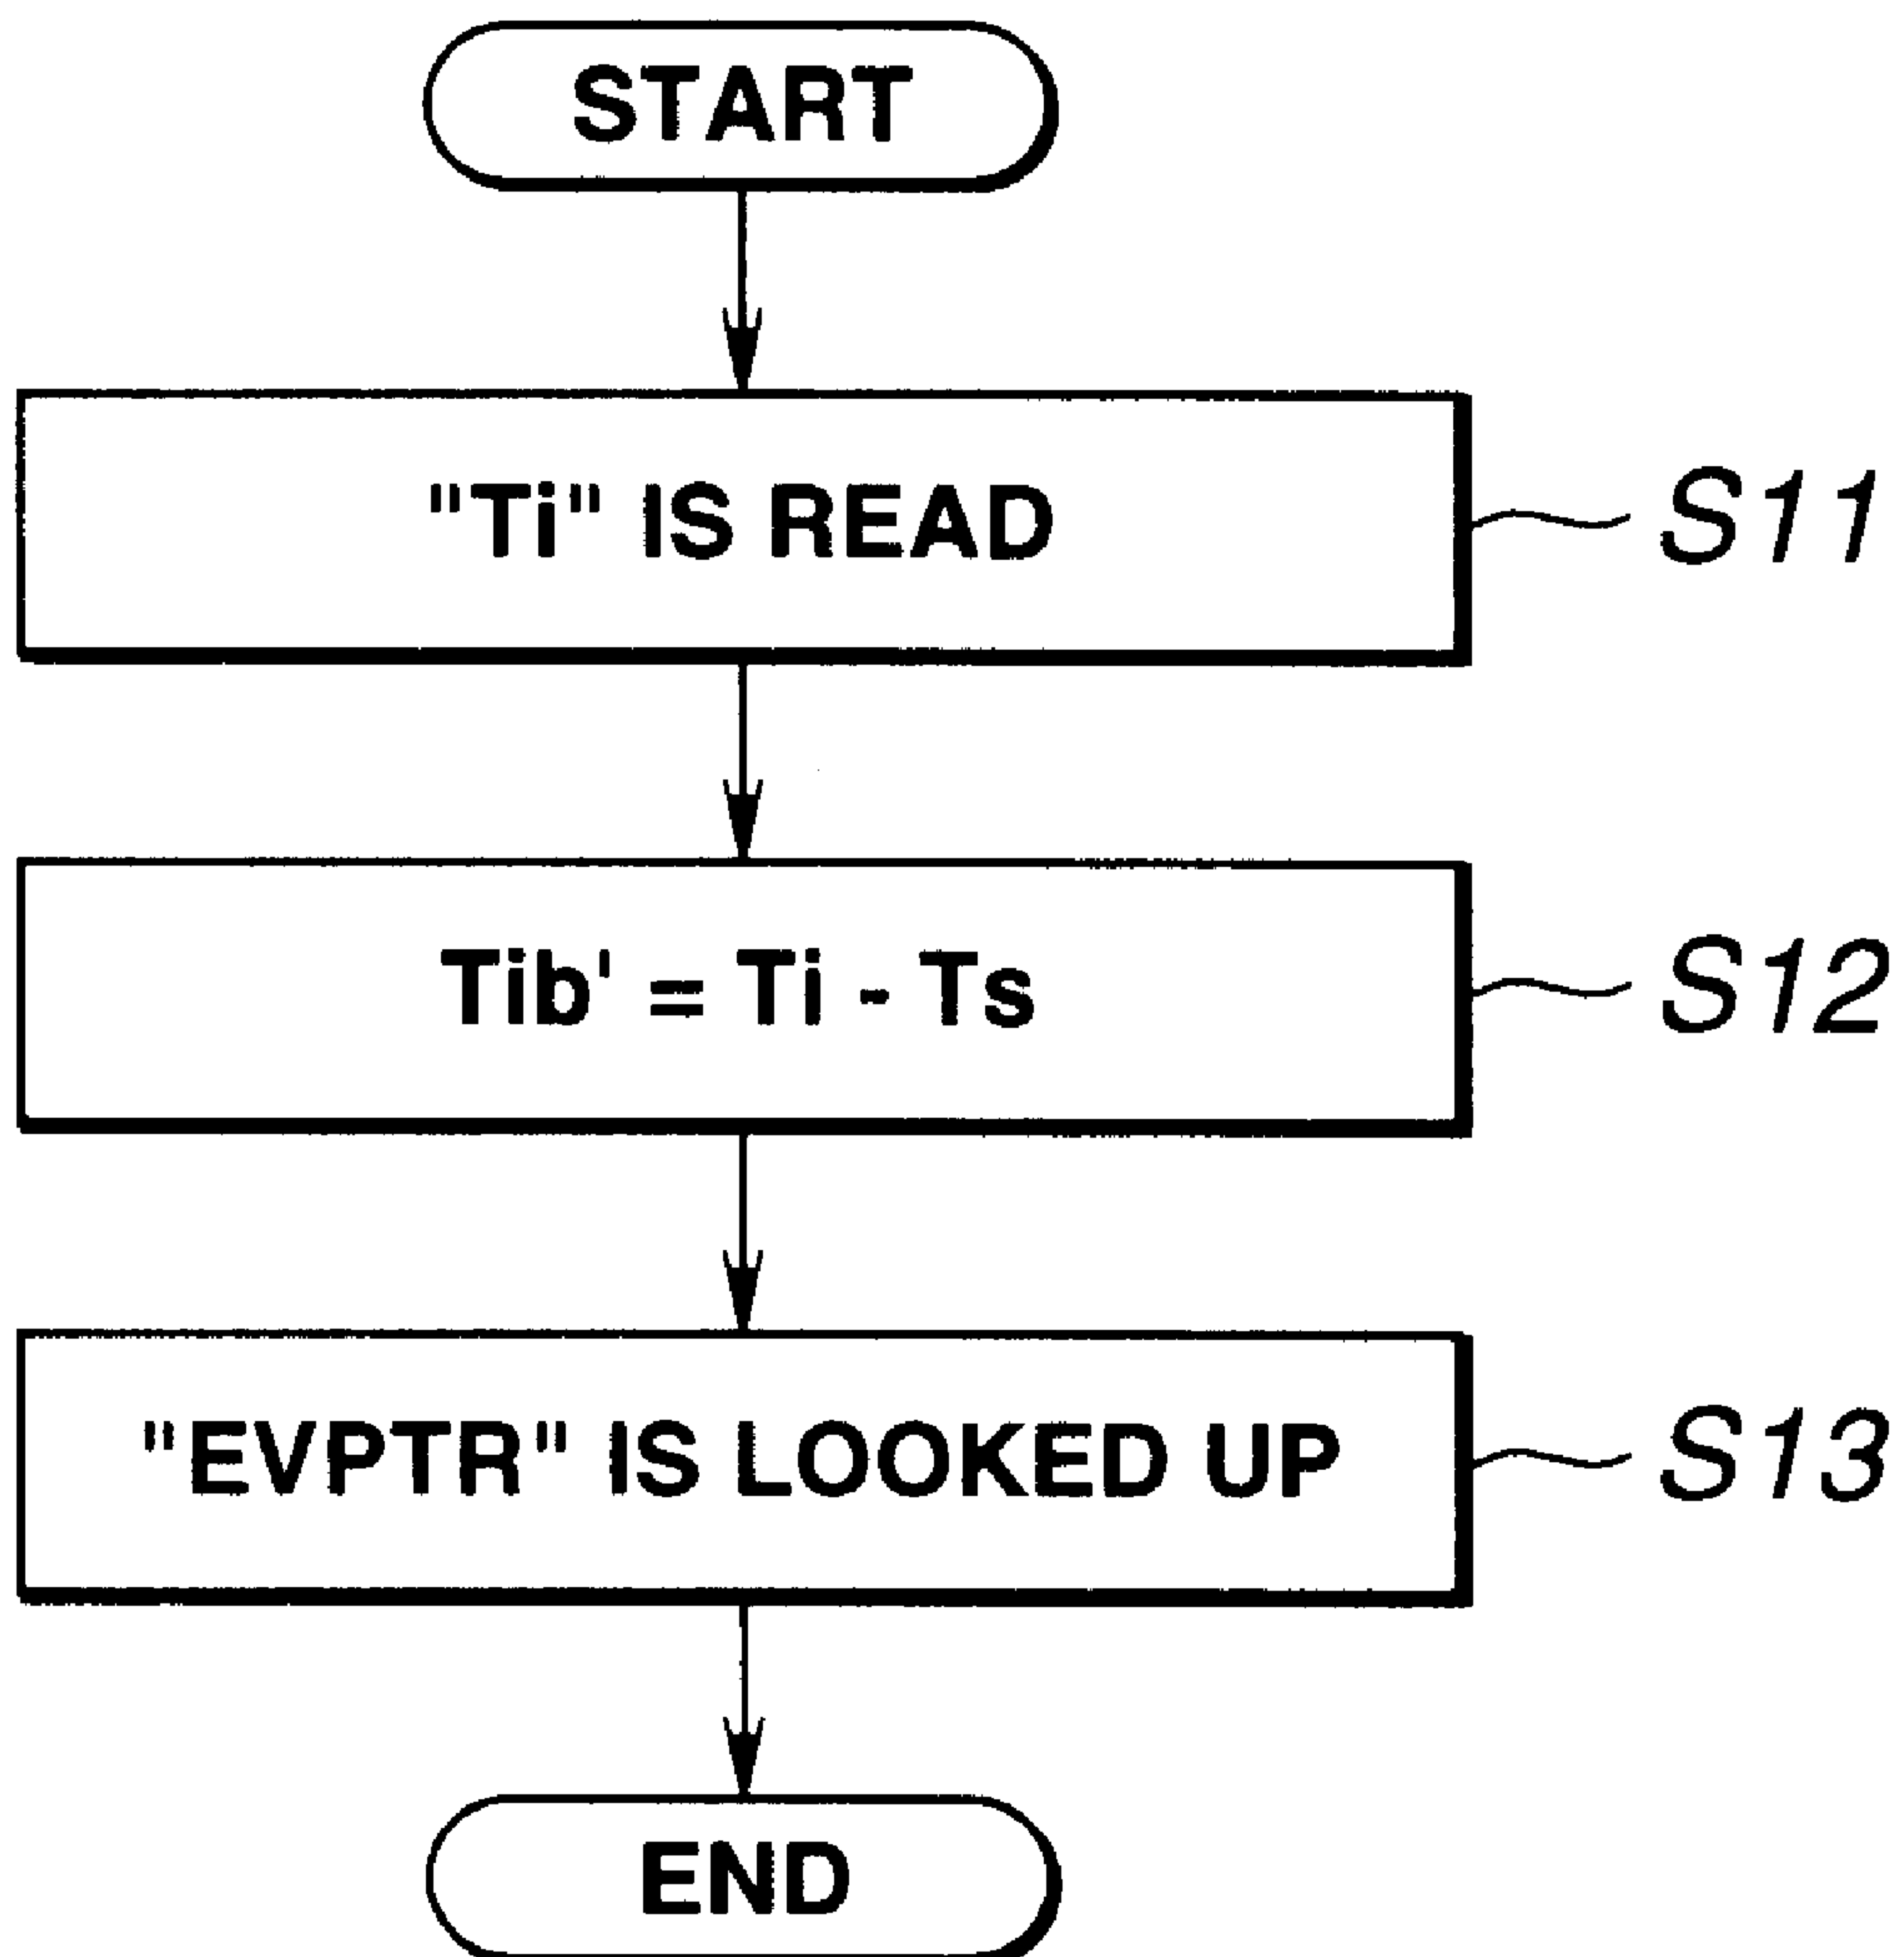 START
"Ti" IS READ
S11
Tib' = Ti - Ts
S12
"EVPTR" IS LOOKED UP
S13
END